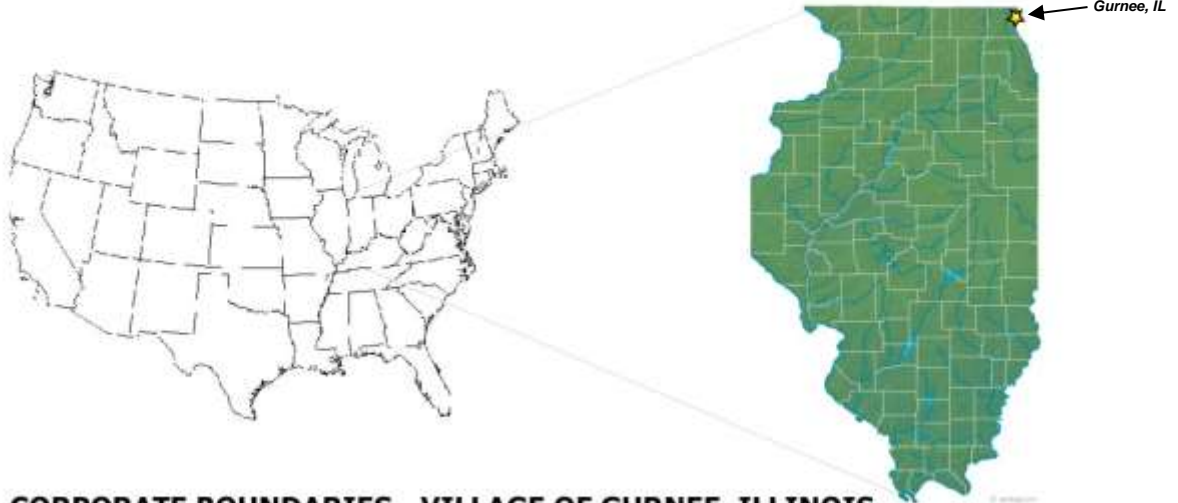 Gurnee, IL
CORPORATE BOUNDARIES – VILLAGE OF GURNEE, ILLINOIS